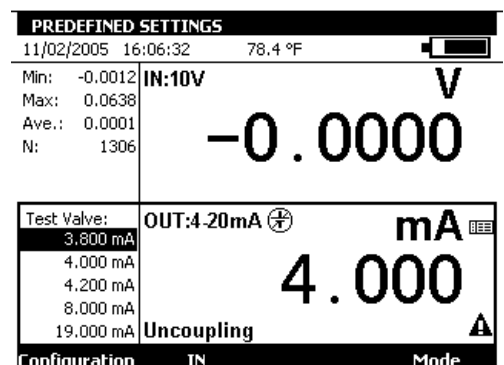 PREDEFINED SETTINGS
11/02/2005 16:06:32 78.4 °F
Min: -0.0012
Max: 0.0638
Ave.: 0.0001
N: 1306
IN:10V V
-0.0000
Test Valve:
3.800 mA
4.000 mA
4.200 mA
8.000 mA
19.000 mA
OUT:4-20mA mA
4.000
Uncoupling
Configuration IN Mode